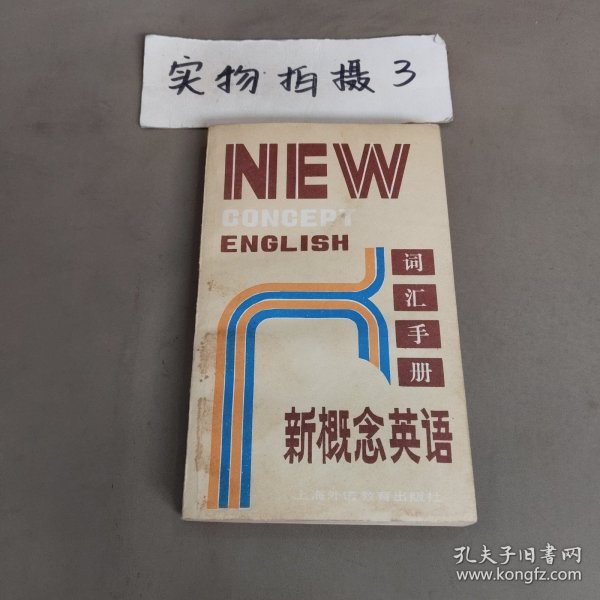 实物拍摄3
NEW
CONCEPT
ENGLISH
词
汇
手
册
新概念英语
上海外语教育出版社
孔夫子旧书网
www.kongfz.com